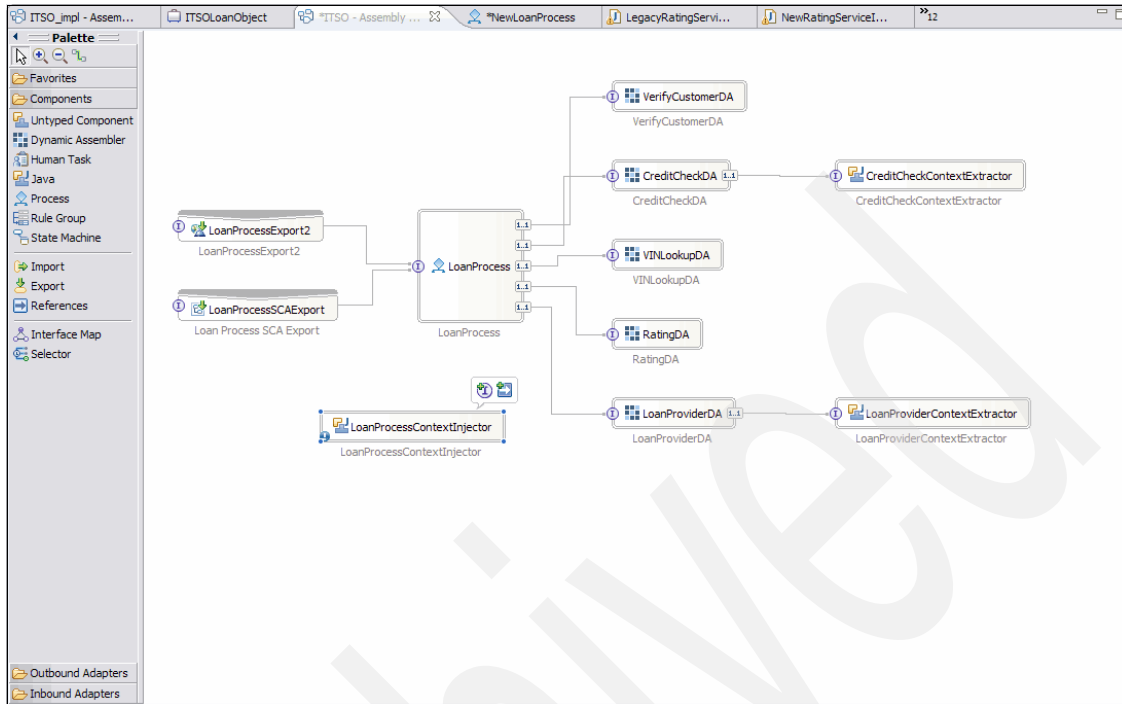 ITSO_impl - Assem...
ITSOLoanObject
*ITSO - Assembly ...
*NewLoanProcess
LegacyRatingServi...
NewRatingServiceI...
»12
Palette
Favorites
Components
Untyped Component
Dynamic Assembler
Human Task
Java
Process
Rule Group
State Machine
Import
Export
References
Interface Map
Selector
Outbound Adapters
Inbound Adapters
I LoanProcessExport2
LoanProcessExport2
I LoanProcessSCAExport
Loan Process SCA Export
I LoanProcess
1..1
1..1
1..1
1..1
1..1
LoanProcess
I
LoanProcessContextInjector
LoanProcessContextInjector
I VerifyCustomerDA
VerifyCustomerDA
I CreditCheckDA 1..1
CreditCheckDA
I CreditCheckContextExtractor
CreditCheckContextExtractor
I VINLookupDA
VINLookupDA
I RatingDA
RatingDA
I LoanProviderDA 1..1
LoanProviderDA
I LoanProviderContextExtractor
LoanProviderContextExtractor
hived